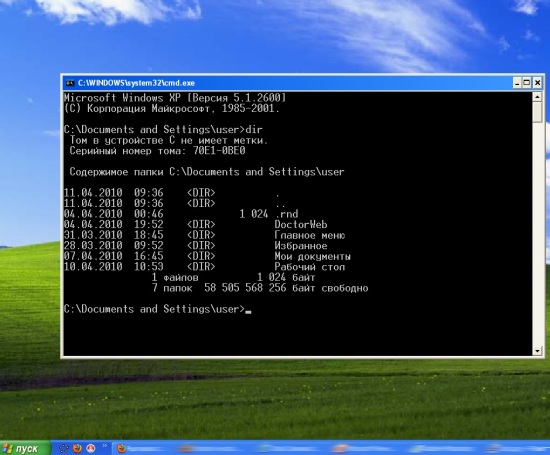 C:\WINDOWS\system32\cmd.exe
Microsoft Windows XP [Версия 5.1.2600]
(С) Корпорация Майкрософт, 1985-2001.
C:\Documents and Settings\user>dir
Том в устройстве C не имеет метки.
Серийный номер тома: 70E1-0BE0
Содержимое папки C:\Documents and Settings\user
11.04.2010 09:36 <DIR> .
11.04.2010 09:36 <DIR> ..
04.04.2010 00:46 1 024 .rnd
04.04.2010 19:52 <DIR> DoctorWeb
31.03.2010 18:45 <DIR> Главное меню
28.03.2010 09:52 <DIR> Избранное
07.04.2010 16:45 <DIR> Мои документы
10.04.2010 10:53 <DIR> Рабочий стол
1 файлов 1 024 байт
7 папок 58 505 568 256 байт свободно
C:\Documents and Settings\user>_
пуск